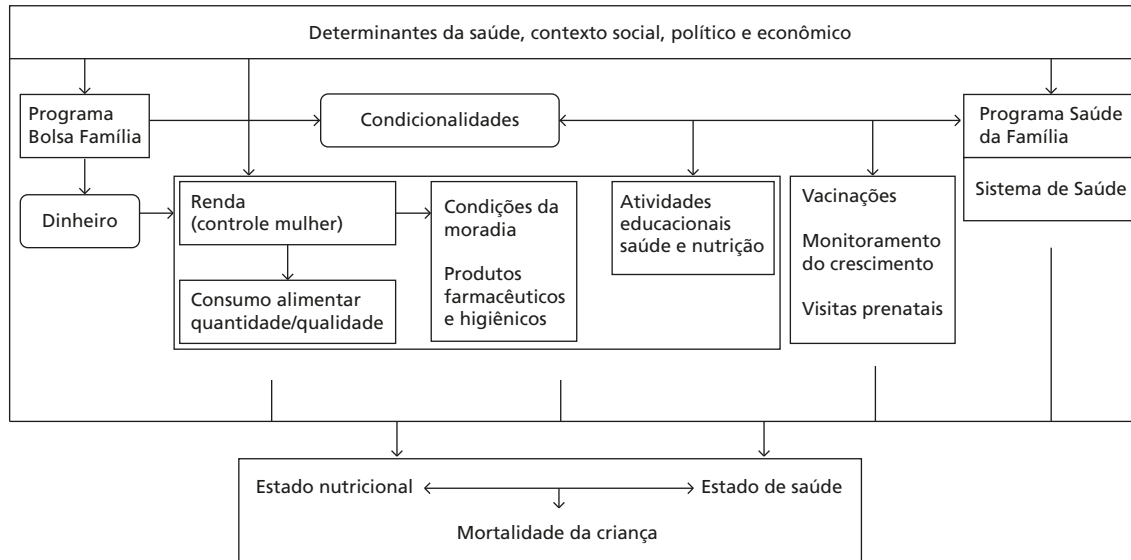 Determinantes da saúde, contexto social, político e econômico
Programa
Bolsa Família
Condicionalidades
Programa Saúde
da Família
Sistema de Saúde
Dinheiro
Renda
(controle mulher)
Consumo alimentar
quantidade/qualidade
Condições da
moradia
Produtos
farmacêuticos
e higiênicos
Atividades
educacionais
saúde e nutrição
Vacinações
Monitoramento
do crescimento
Visitas prenatais
Estado nutricional
Estado de saúde
Mortalidade da criança